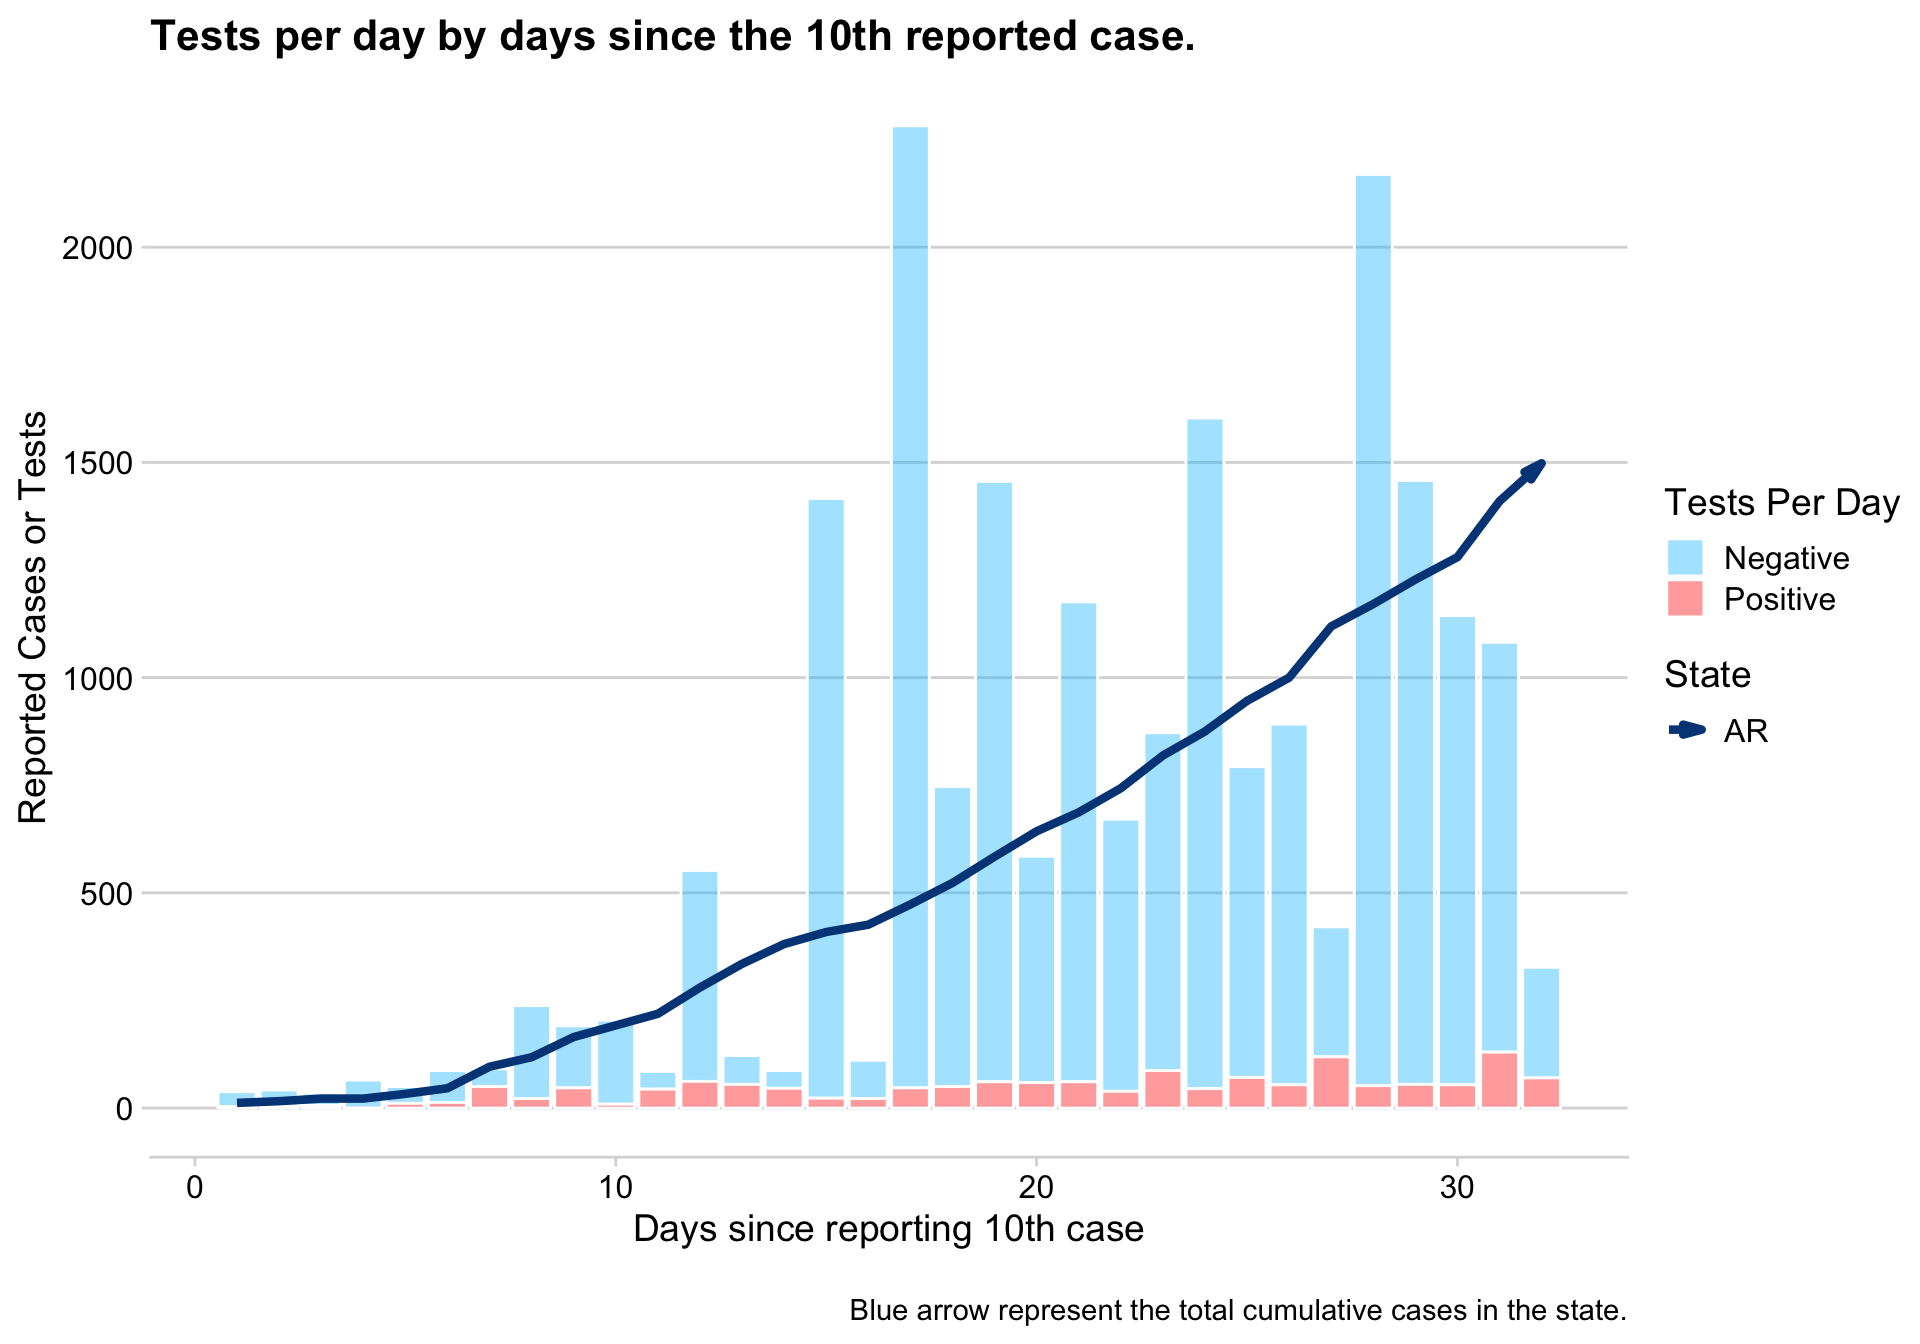 Tests per day by days since the 10th reported case.
Reported Cases or Tests
2000
1500
1000
500
0
0 10 20 30
Days since reporting 10th case
Tests Per Day
Negative
Positive
State
AR
Blue arrow represent the total cumulative cases in the state.